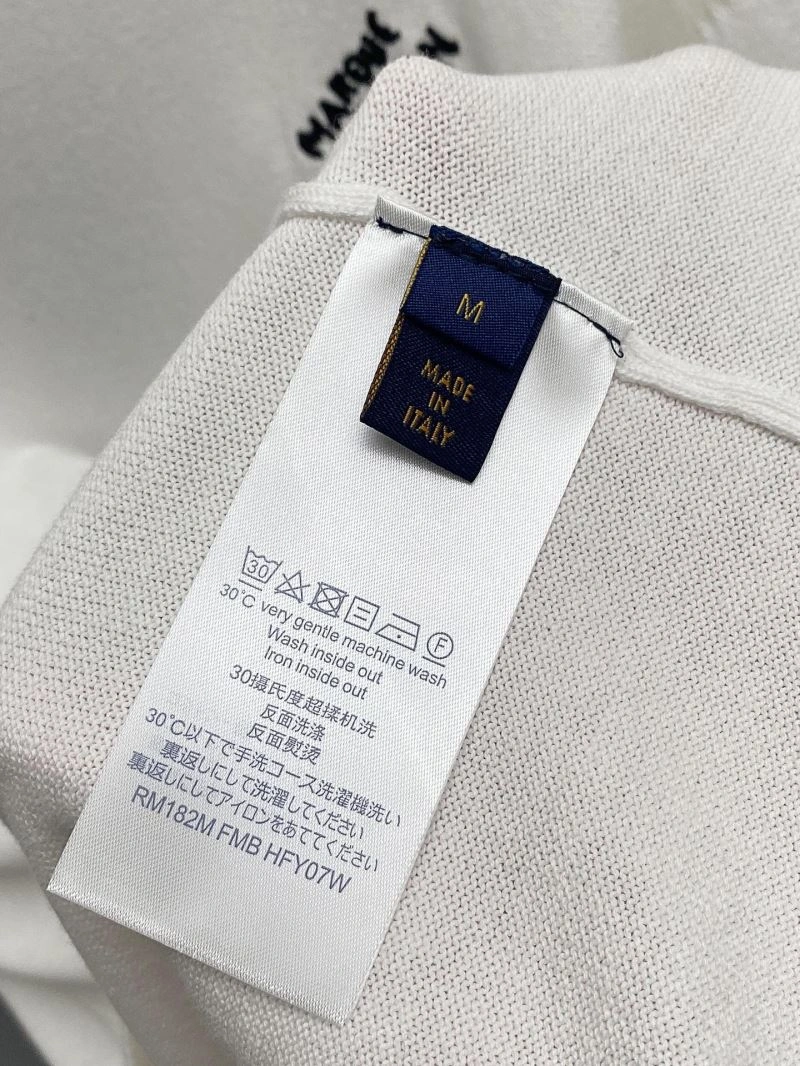 M
MADE
IN
ITALY
30 F
30°C very gentle machine wash
Wash inside out
Iron inside out
30摄氏度超揉机洗
反面洗涤
反面熨烫
30℃以下で手洗コース洗濯機洗い
裏返しにして洗濯してください
裏返しにしてアイロンをあててください
RM182M FMB HFY07W